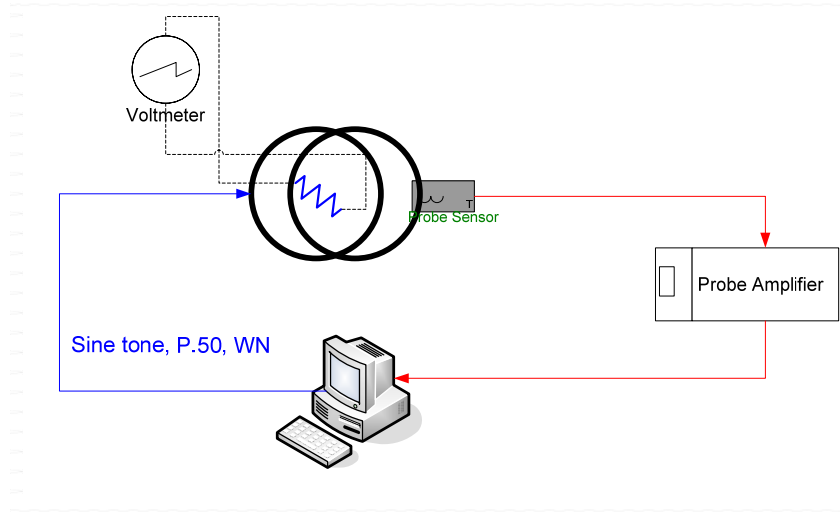 Voltmeter
T
Probe Sensor
Probe Amplifier
Sine tone, P.50, WN